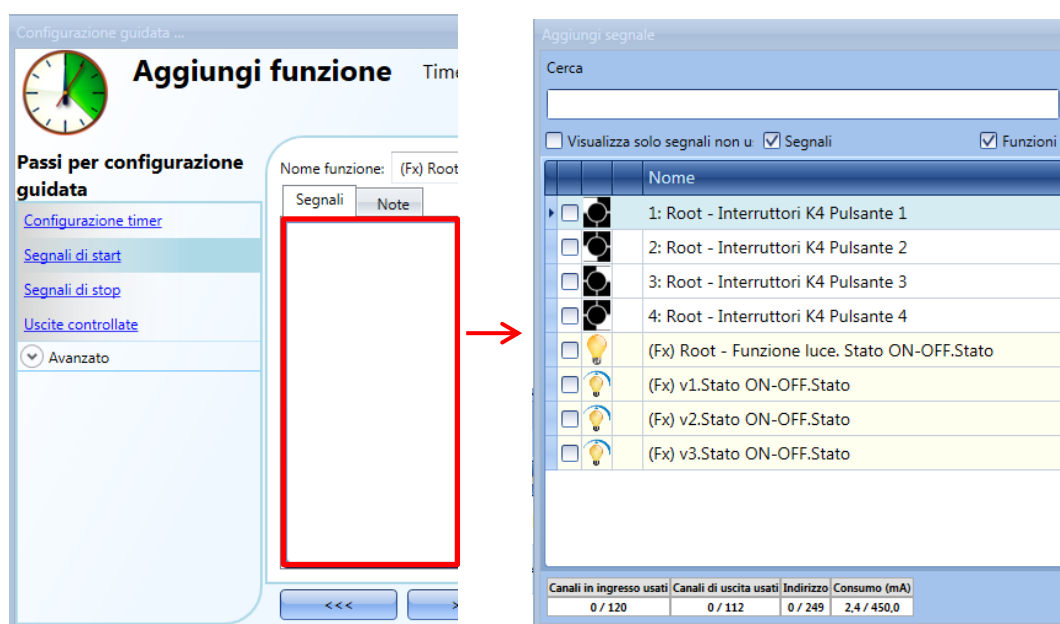 Configurazione guidata ...
Aggiungi funzione
Passi per configurazione
guidata
Configurazione timer
Segnali di start
Segnali di stop
Uscite controllate
Avanzato
Nome funzione: (Fx) Root
Segnali Note
<<<
Aggiungi segnale
Cerca
Visualizza solo segnali non u Segnali Funzioni
Nome
1: Root - Interruttori K4 Pulsante 1
2: Root - Interruttori K4 Pulsante 2
3: Root - Interruttori K4 Pulsante 3
4: Root - Interruttori K4 Pulsante 4
(Fx) Root - Funzione luce. Stato ON-OFF.Stato
(Fx) v1.Stato ON-OFF.Stato
(Fx) v2.Stato ON-OFF.Stato
(Fx) v3.Stato ON-OFF.Stato
Canali in ingresso usati Canali di uscita usati Indirizzo Consumo (mA)
0 / 120 0 / 112 0 / 249 2,4 / 450,0